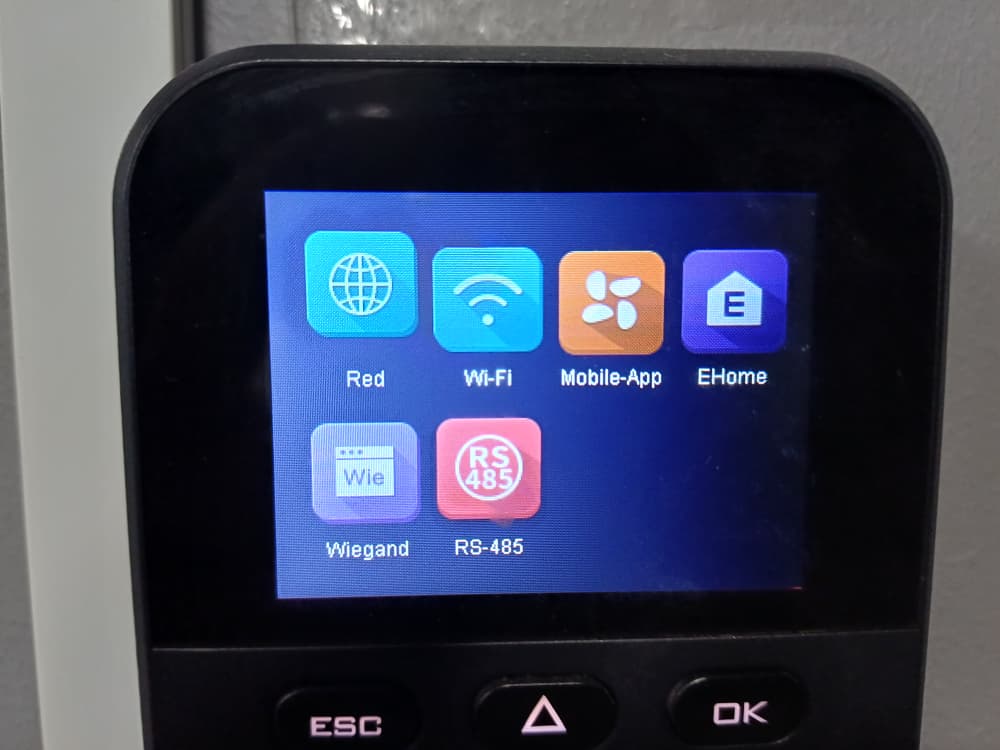 Red
Wi-Fi
Mobile-App
E
EHome
Wie
Wiegand
RS
485
RS-485
ESC
OK